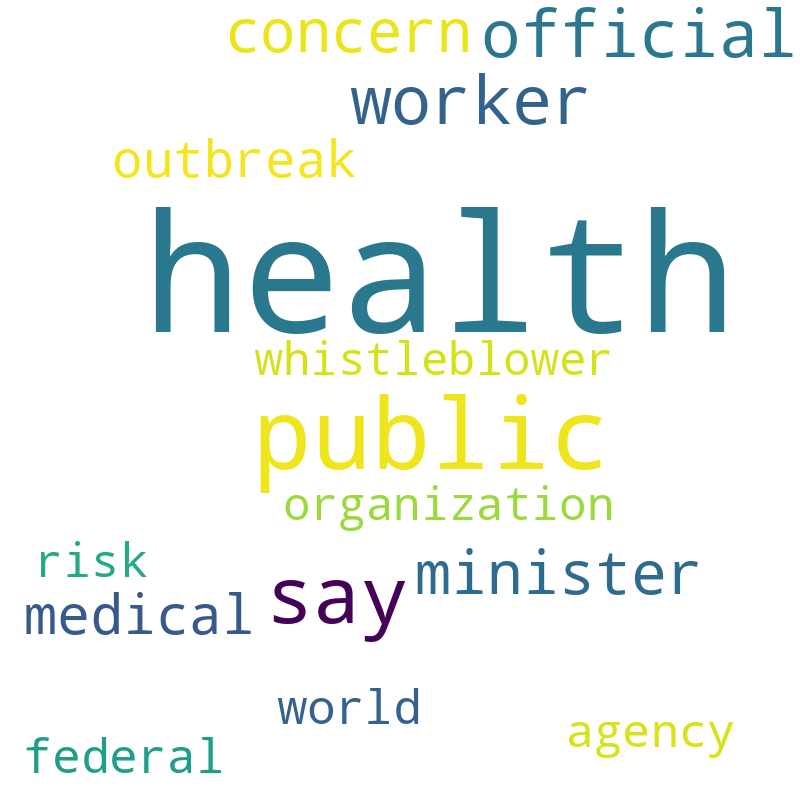 concern official
worker
outbreak
health
whistleblower
public
organization
risk
minister
say
medical
world
agency
federal